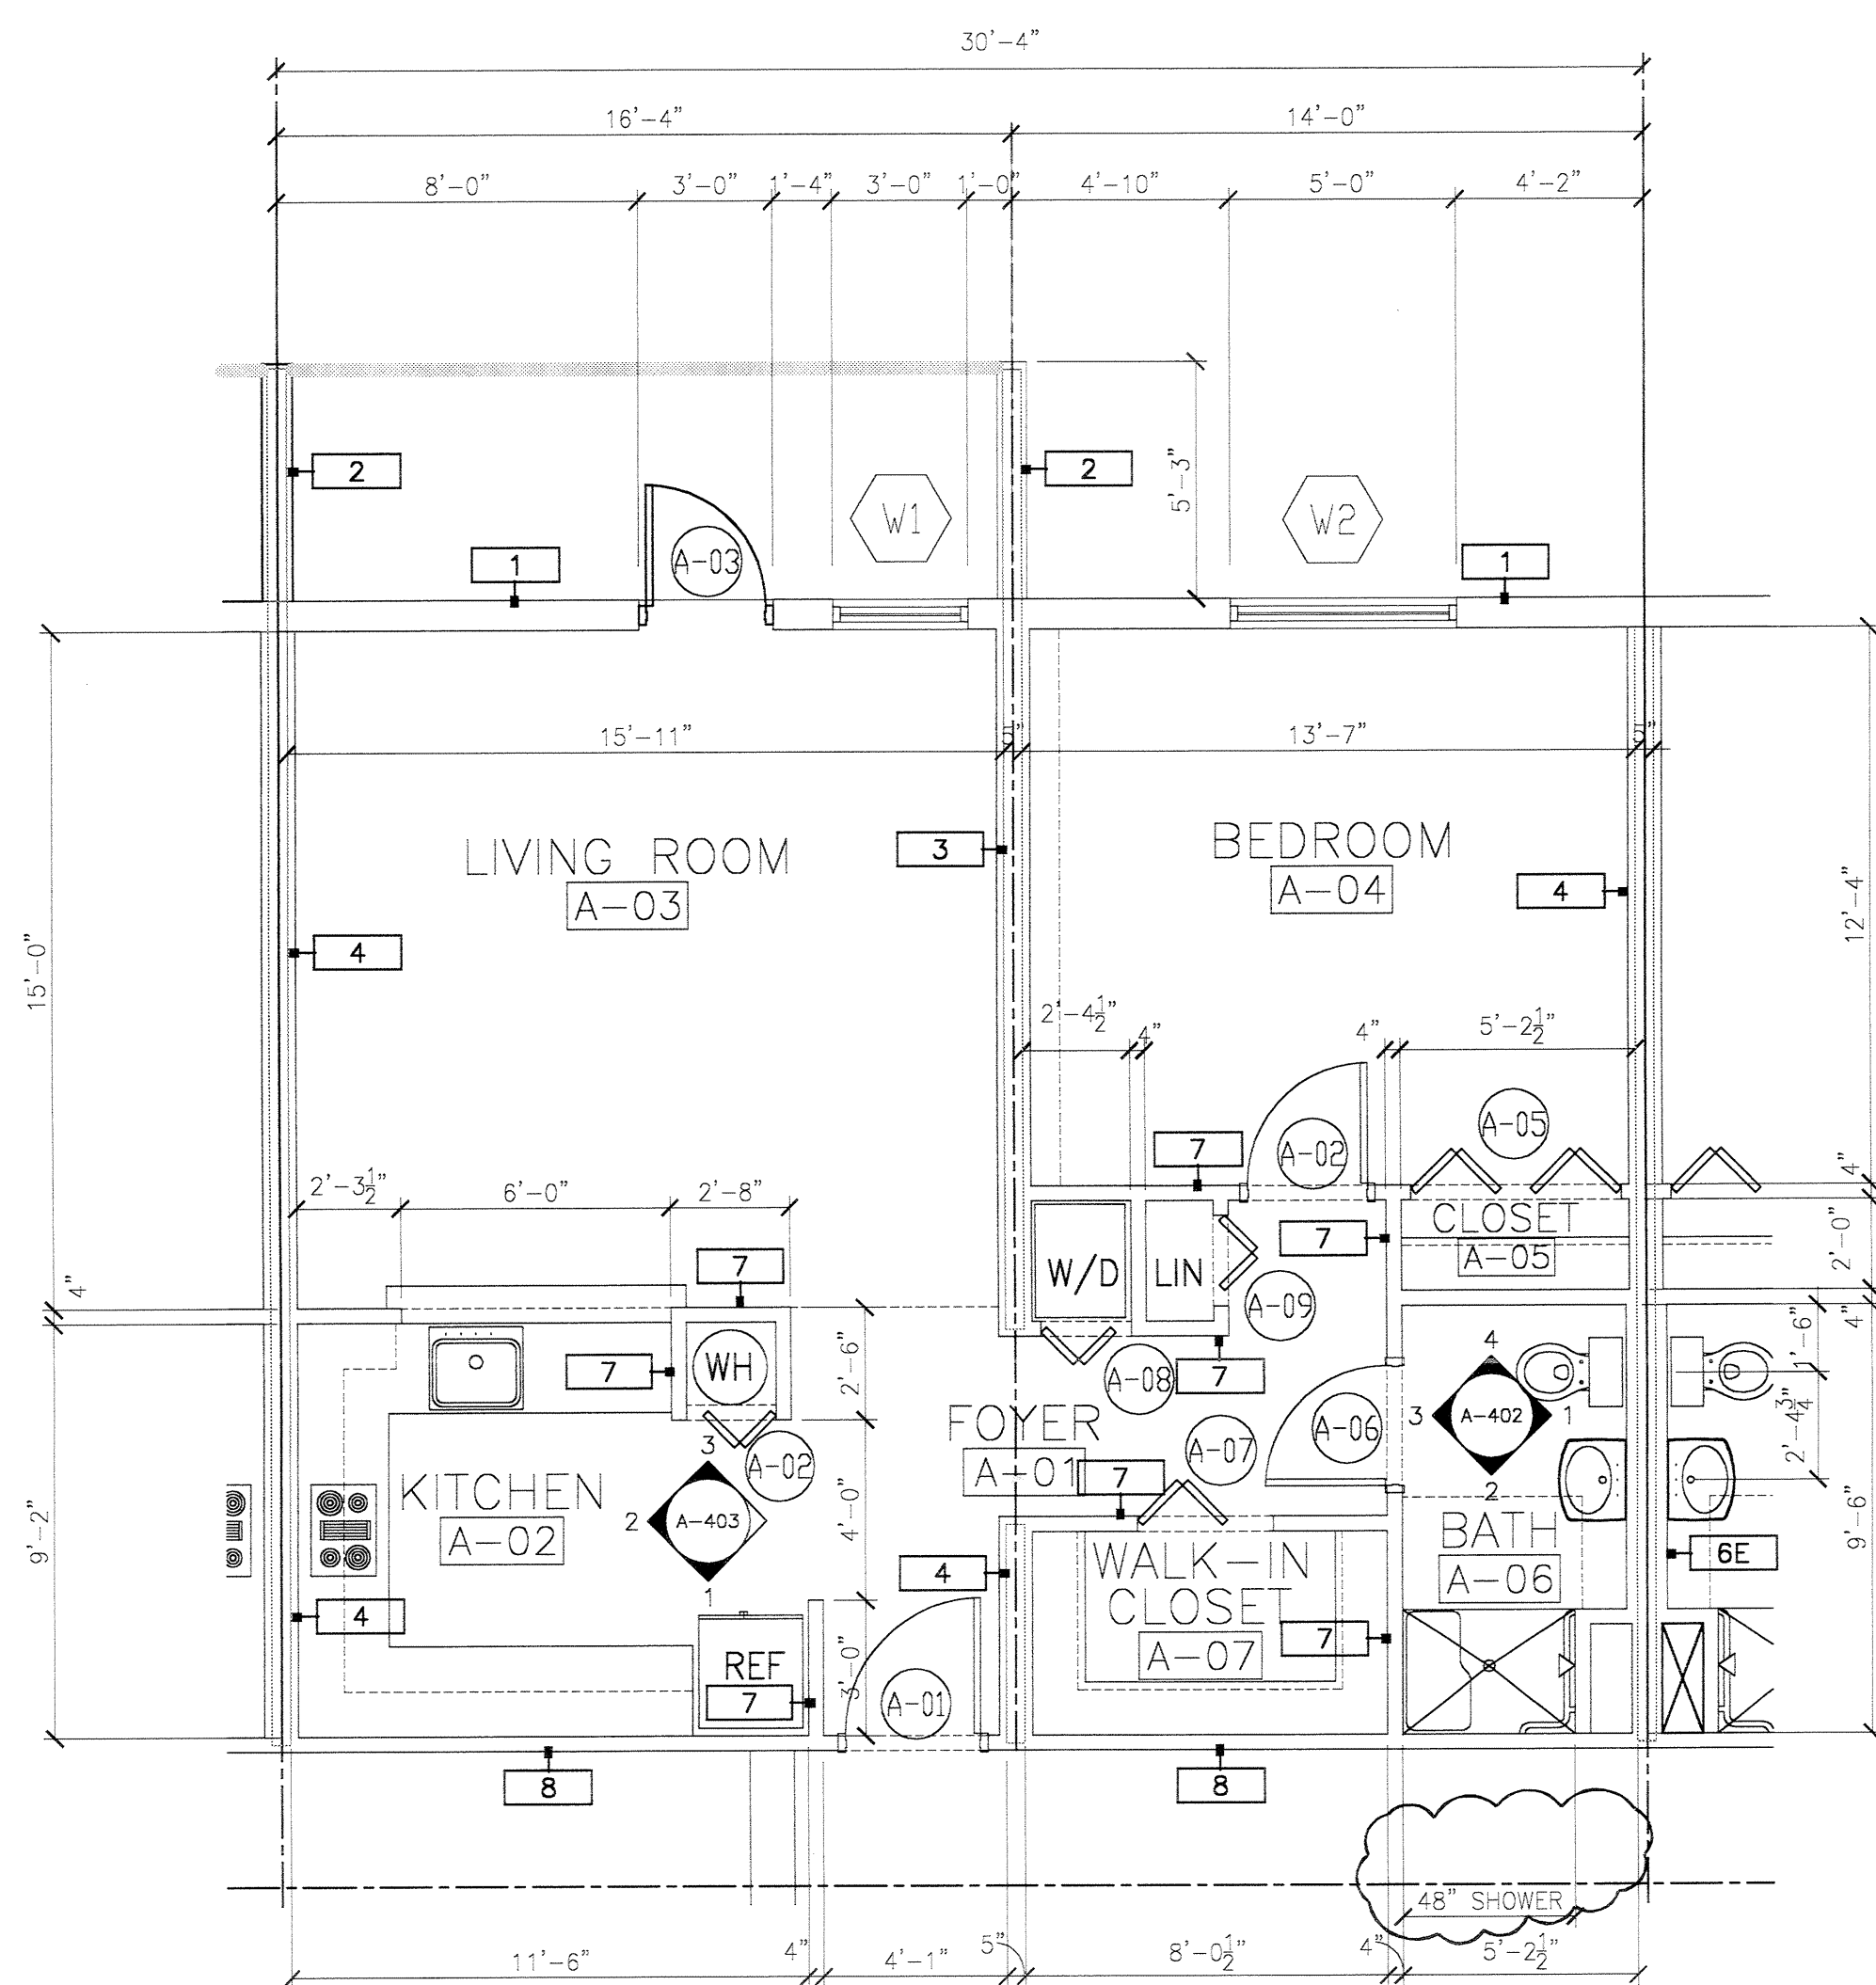 30'-4"
16'-4" 14'-0"
8'-0" 3'-0" 1'-4" 3'-0" 1'-0" 4'-10" 5'-0" 4'-2"
2 2 5'-3"
W1 W2
A-03
1 1
15'-11" 5" 13'-7" 5"
LIVING ROOM
A-03
3
BEDROOM
A-04
4
12'-4"
15'-0"
4
2'-4½" 4" 4" 5'-2½"
A-05
7 A-02
4"
2'-3½" 6'-0" 2'-8"
7
W/D LIN
7
CLOSET
A-05
2'-0"
A-09
4"
4"
7 WH
2'-6"
A-08 7
4
3 A-402 1
2
1'-6"
2'-4¾"
FOYER
A-01
A-07 A-06
7
KITCHEN
A-02
3
2 A-403
1
A-02
4'-0"
9'-2"
4
WALK-IN
CLOSET
A-07
BATH
A-06
6E
9'-6"
4
7
REF
7
3'-0"
A-01
8 8
48" SHOWER
11'-6" 4" 4'-1" 5" 8'-0½" 4" 5'-2½"